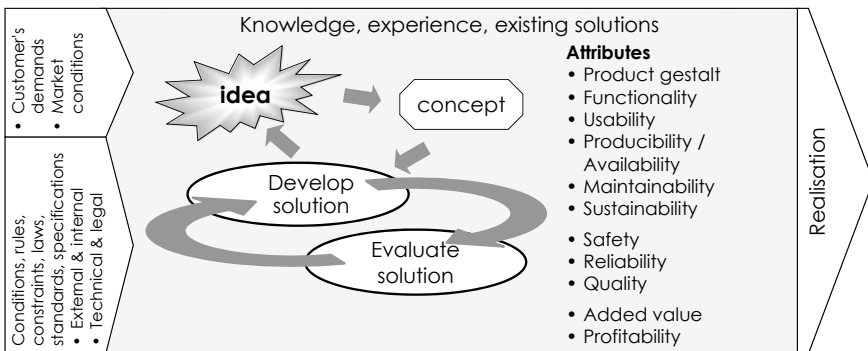 Knowledge, experience, existing solutions
• Customer's
demands
• Market
conditions
Conditions, rules,
constraints, laws,
standards, specifications
• External & internal
• Technical & legal
idea
concept
Develop
solution
Evaluate
solution
Attributes
• Product gestalt
• Functionality
• Usability
• Producibility /
Availability
• Maintainability
• Sustainability
• Safety
• Reliability
• Quality
• Added value
• Profitability
Realisation